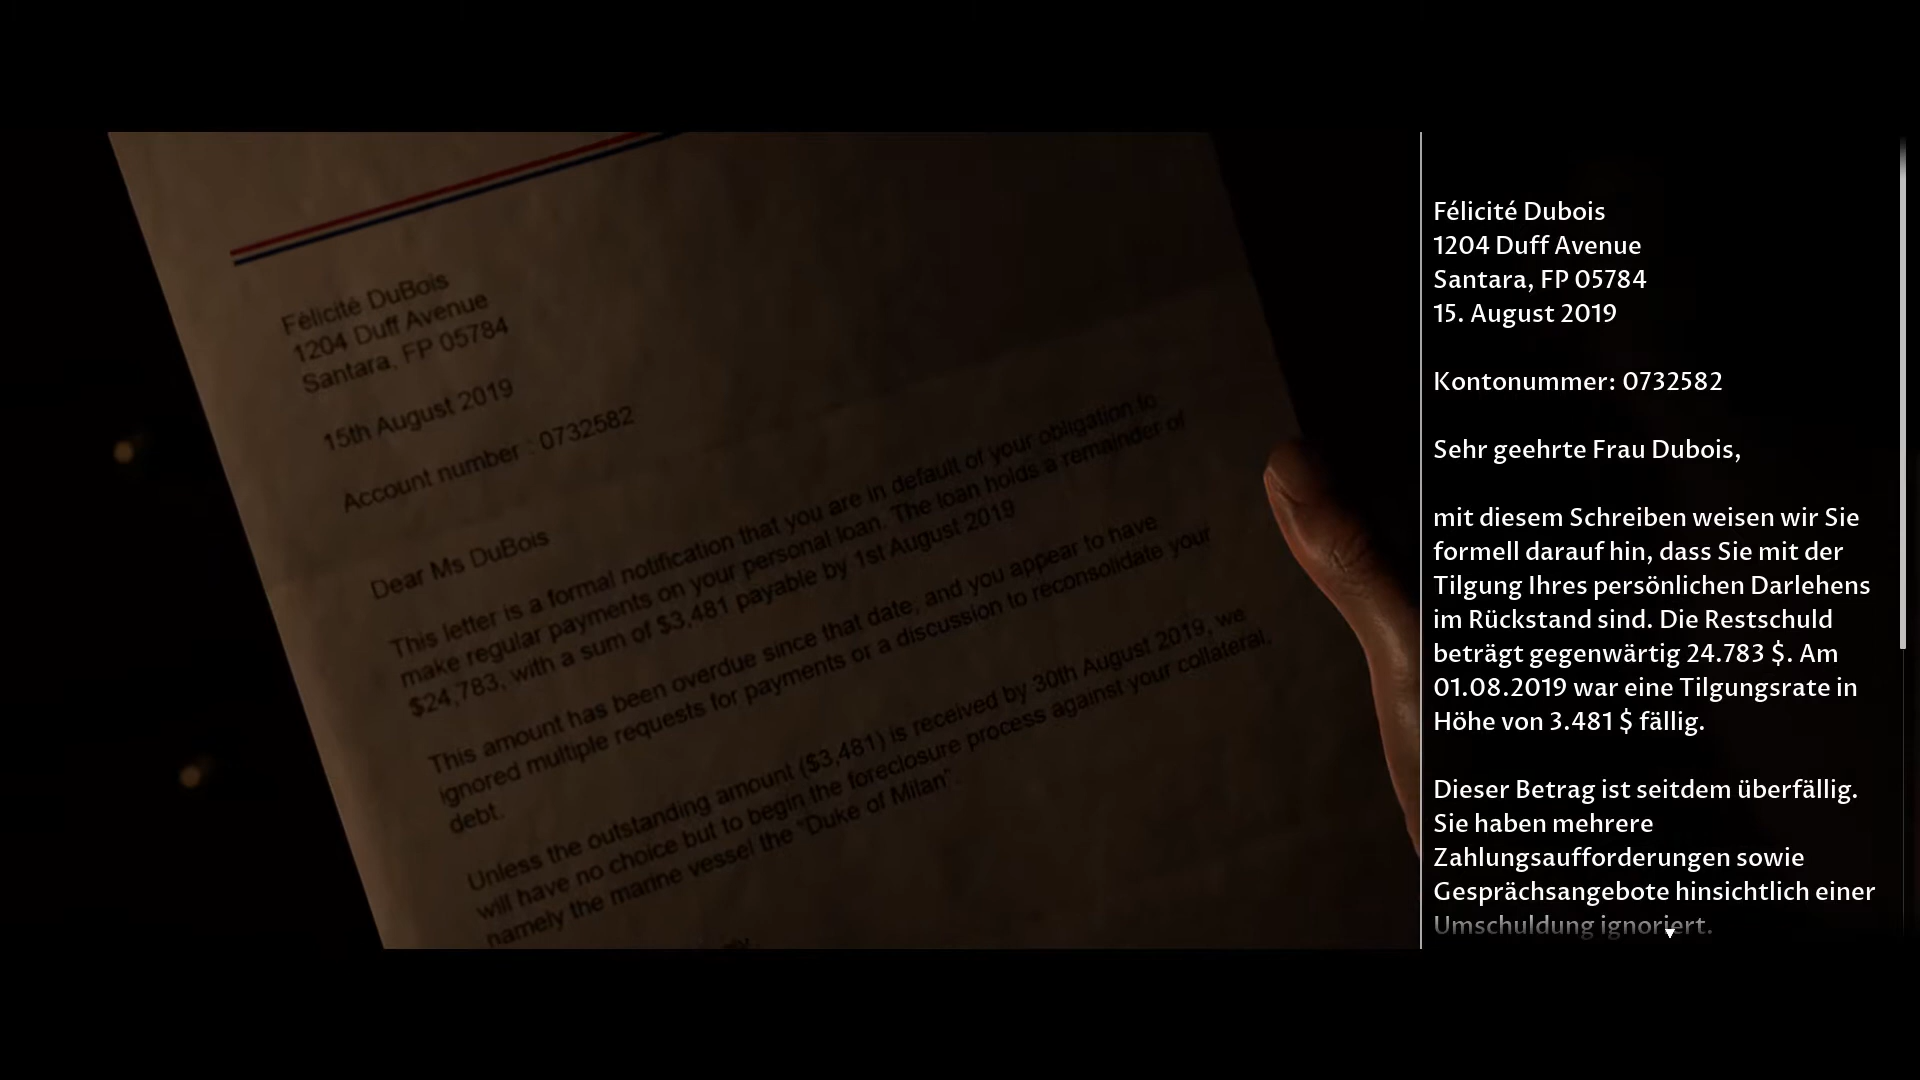 Félicité DuBois
1204 Duff Avenue
Santara, FP 05784
15th August 2019
Account number : 0732582
Dear Ms DuBois
This letter is a formal notification that you are in default of your obligation to
make regular payments on your personal loan. The loan holds a remainder of
$24,783, with a sum of $3,481 payable by 1st August 2019
This amount has been overdue since that date, and you appear to have
ignored multiple requests for payments or a discussion to reconsolidate your
debt.
Unless the outstanding amount ($3,481) is received by 30th August 2019, we
will have no choice but to begin the foreclosure process against your collateral,
namely the marine vessel the "Duke of Milan".
Félicité Dubois
1204 Duff Avenue
Santara, FP 05784
15. August 2019
Kontonummer: 0732582
Sehr geehrte Frau Dubois,
mit diesem Schreiben weisen wir Sie
formell darauf hin, dass Sie mit der
Tilgung Ihres persönlichen Darlehens
im Rückstand sind. Die Restschuld
beträgt gegenwärtig 24.783 $. Am
01.08.2019 war eine Tilgungsrate in
Höhe von 3.481 $ fällig.
Dieser Betrag ist seitdem überfällig.
Sie haben mehrere
Zahlungsaufforderungen sowie
Gesprächsangebote hinsichtlich einer
Umschuldung ignoriert.